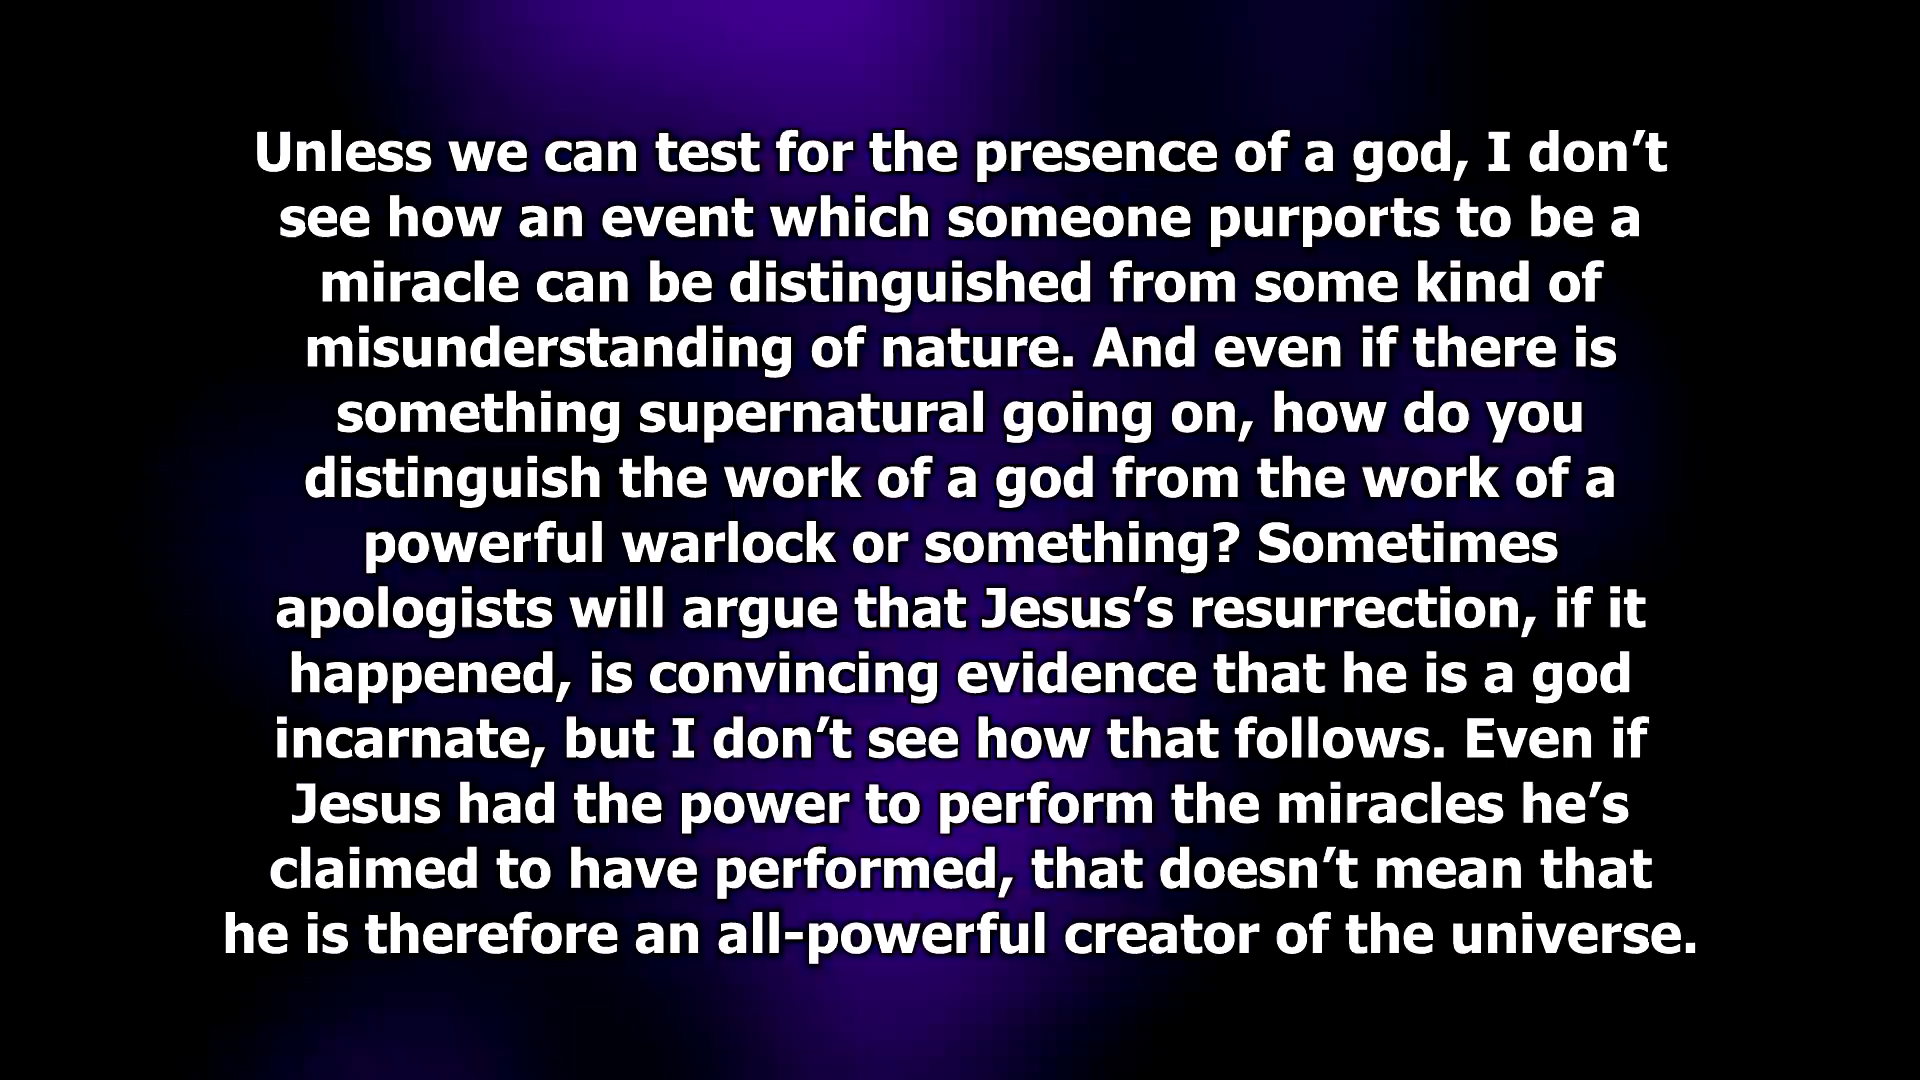 Unless we can test for the presence of a god, I don’t
see how an event which someone purports to be a
miracle can be distinguished from some kind of
misunderstanding of nature. And even if there is
something supernatural going on, how do you
distinguish the work of a god from the work of a
powerful warlock or something? Sometimes
apologists will argue that Jesus’s resurrection, if it
happened, is convincing evidence that he is a god
incarnate, but I don’t see how that follows. Even if
Jesus had the power to perform the miracles he’s
claimed to have performed, that doesn’t mean that
he is therefore an all-powerful creator of the universe.